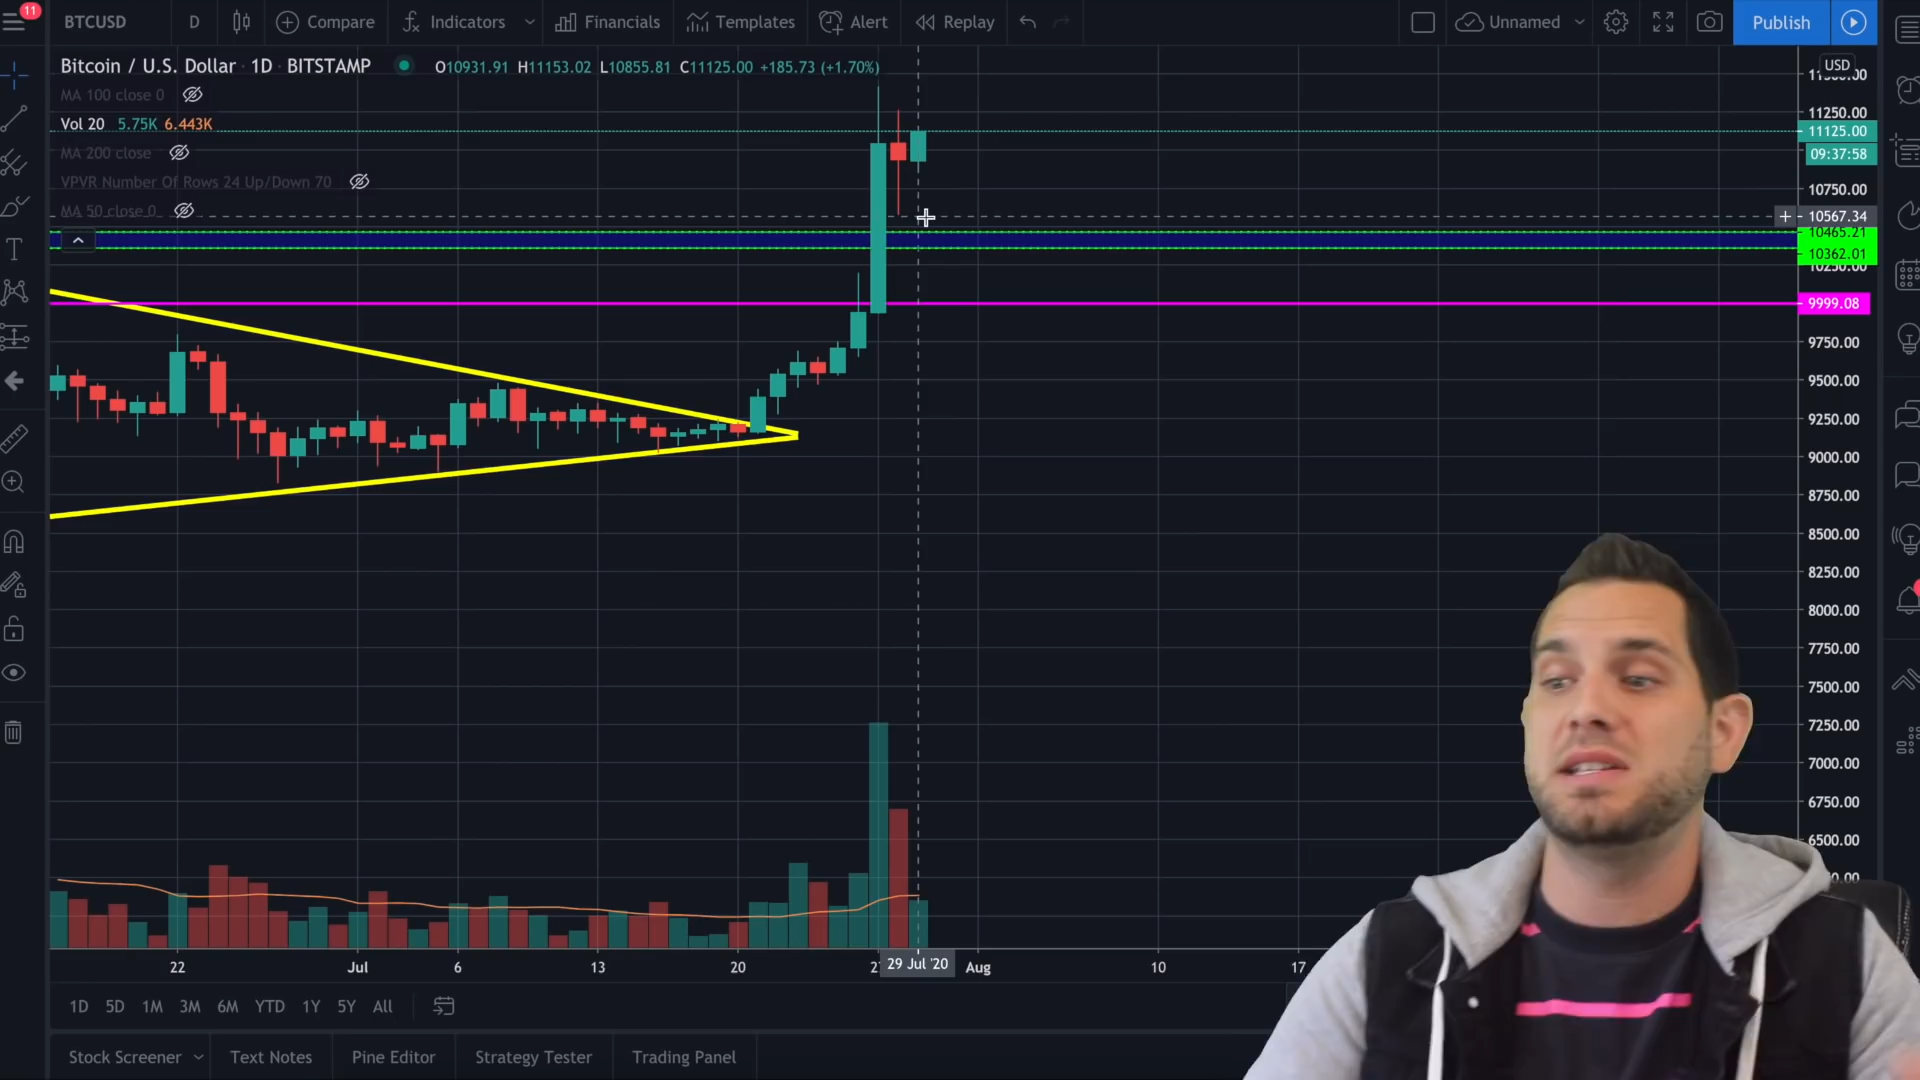 11
BTCUSD D Compare Indicators Financials Templates Alert Replay Unnamed Publish
Bitcoin / U.S. Dollar · 1D · BITSTAMP O10931.91 H11153.02 L10855.81 C11125.00 +185.73 (+1.70%)
USD
MA 100 close 0
Vol 20 5.75K 6.443K
MA 200 close
VPVR Number Of Rows 24 Up/Down 70
MA 50 close 0
11250.00
11125.00
09:37:58
10750.00
10567.34
10465.21
10362.01
10250.00
9999.08
9750.00
9500.00
9250.00
9000.00
8750.00
8500.00
8250.00
8000.00
7750.00
7500.00
7250.00
7000.00
6750.00
6500.00
22 Jul 6 13 20 29 Jul '20 Aug 10 17
1D 5D 1M 3M 6M YTD 1Y 5Y All
Stock Screener Text Notes Pine Editor Strategy Tester Trading Panel